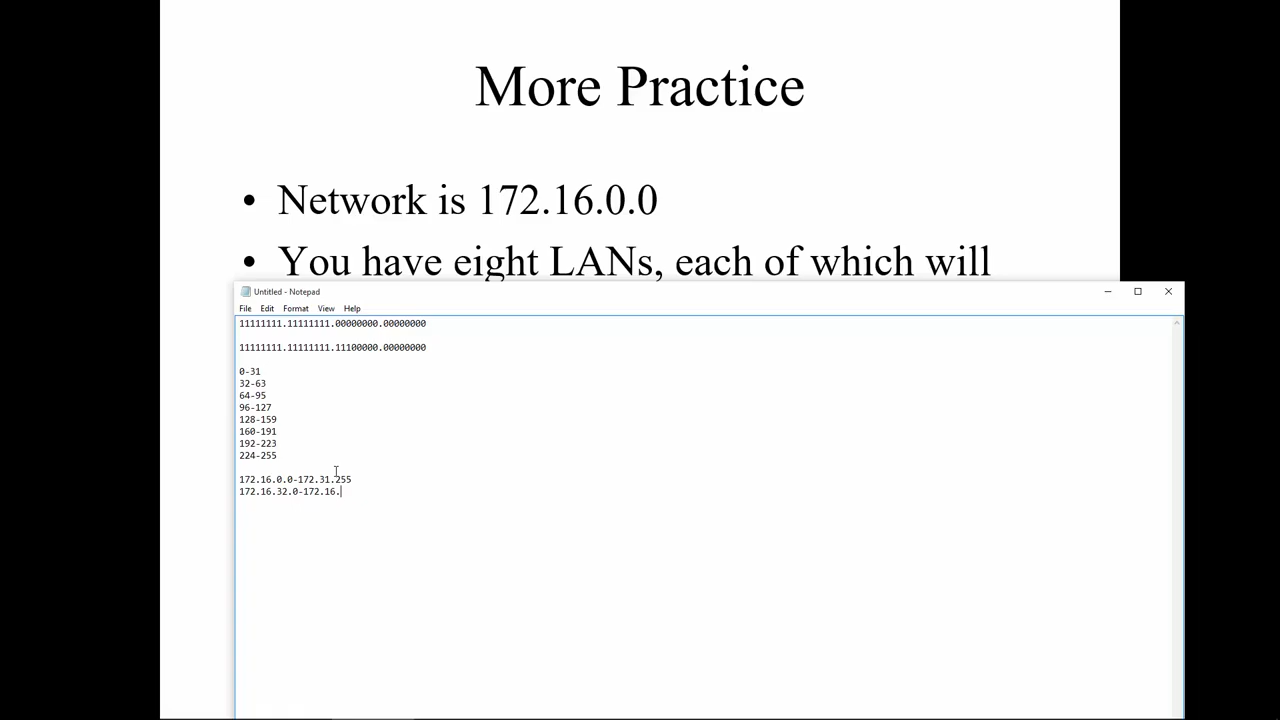 More Practice
• Network is 172.16.0.0
• You have eight LANs, each of which will
Untitled - Notepad
File Edit Format View Help
11111111.11111111.00000000.00000000
11111111.11111111.11100000.00000000
0-31
32-63
64-95
96-127
128-159
160-191
192-223
224-255
172.16.0.0-172.31.255
172.16.32.0-172.16.